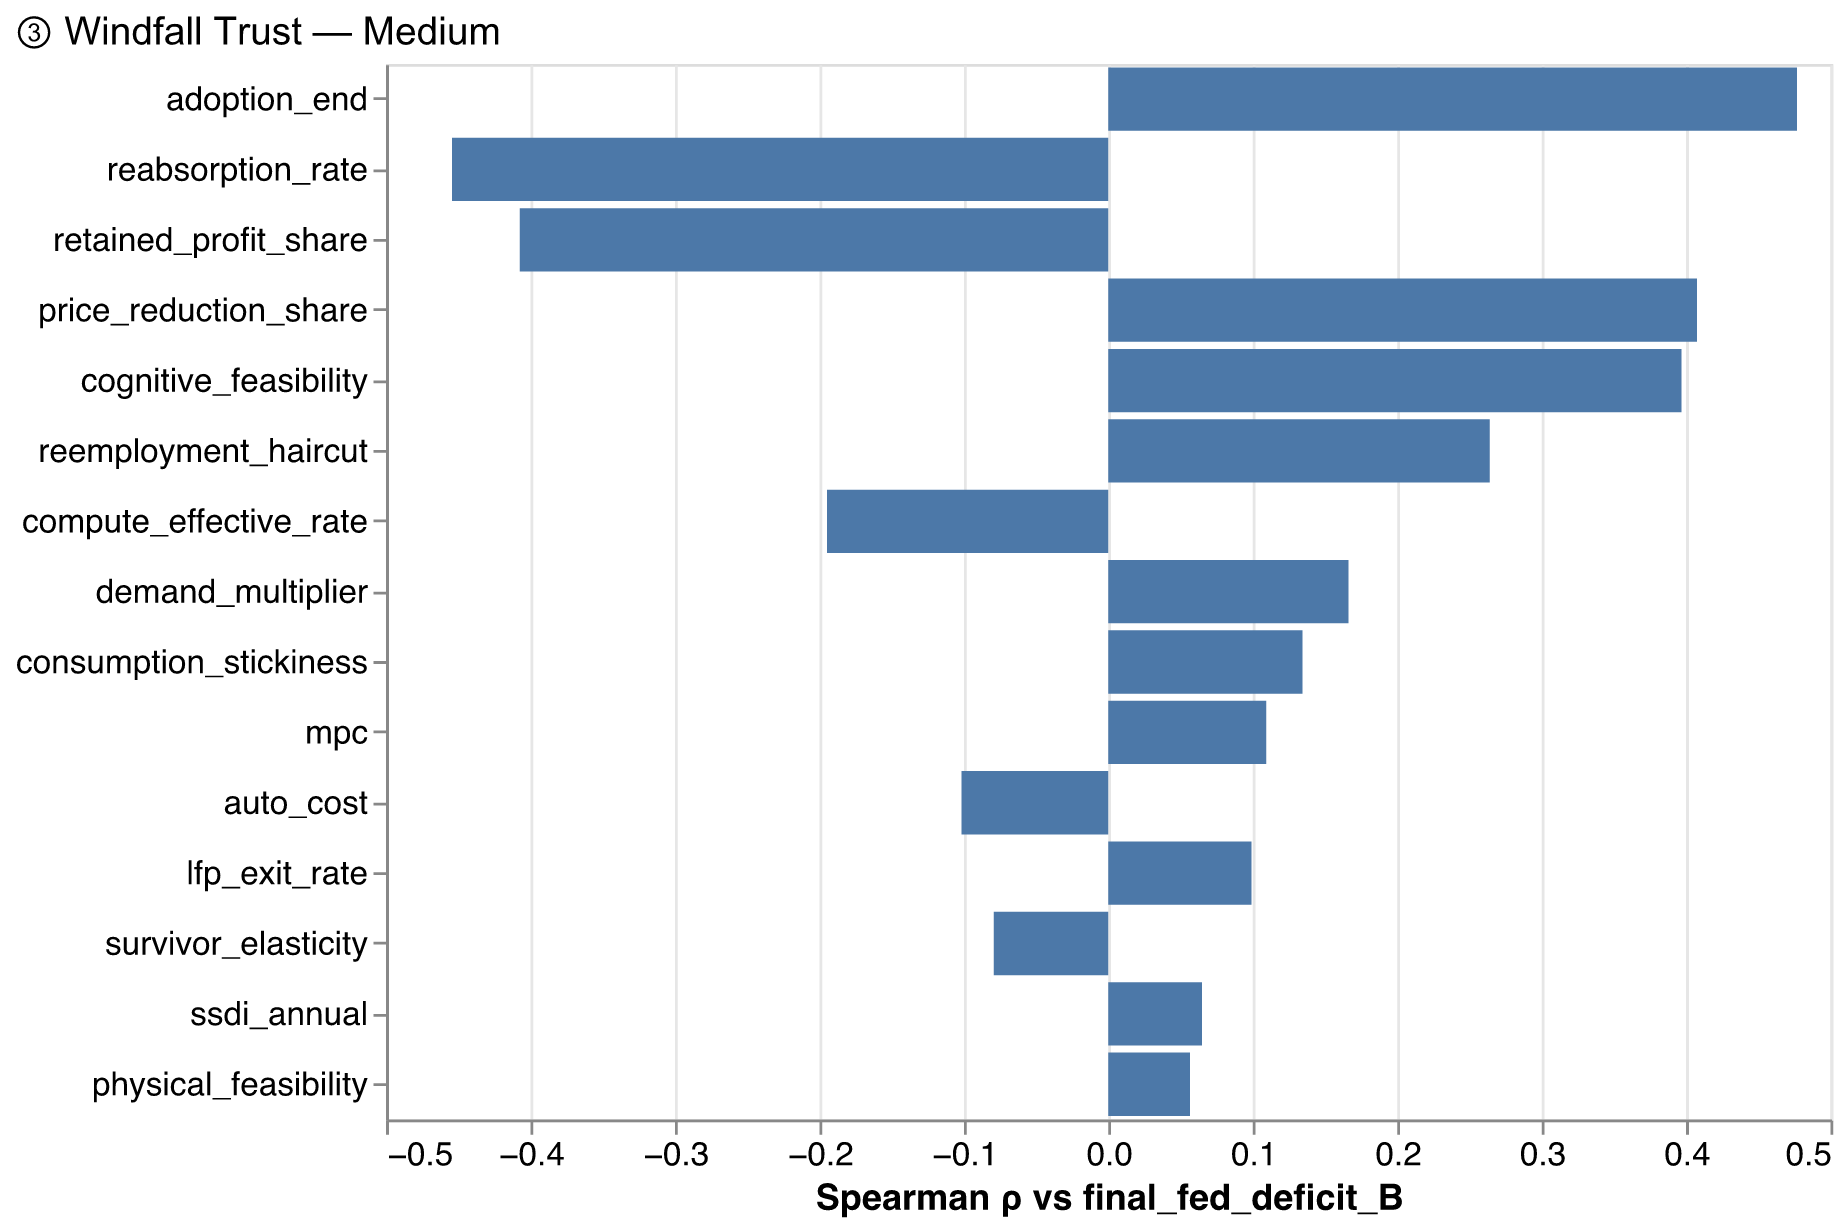 ③ Windfall Trust — Medium
adoption_end
reabsorption_rate
retained_profit_share
price_reduction_share
cognitive_feasibility
reemployment_haircut
compute_effective_rate
demand_multiplier
consumption_stickiness
mpc
auto_cost
lfp_exit_rate
survivor_elasticity
ssdi_annual
physical_feasibility
−0.5 −0.4 −0.3 −0.2 −0.1 0.0 0.1 0.2 0.3 0.4 0.5
Spearman ρ vs final_fed_deficit_B